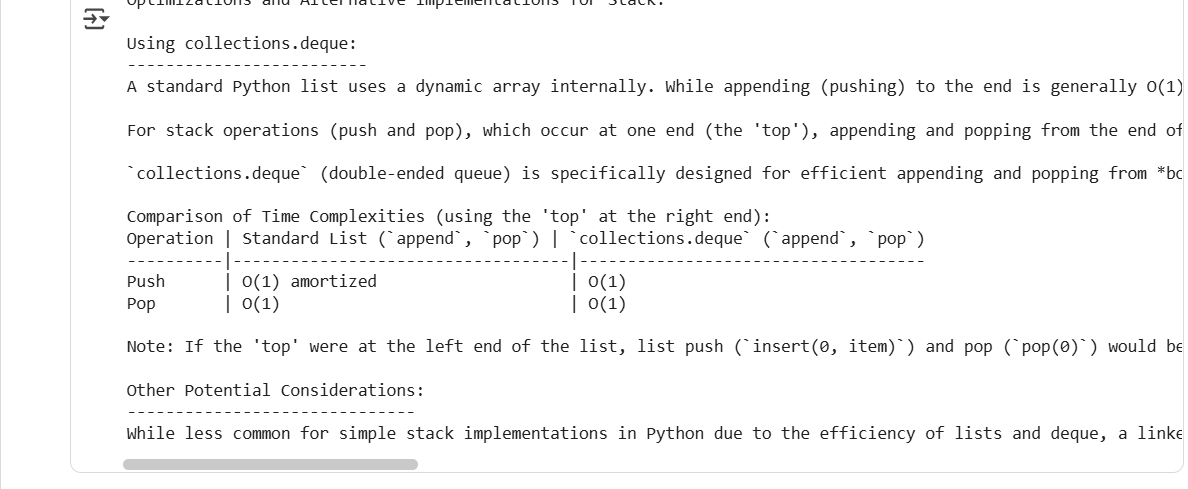 Optimizations and Alternative Implementations for Stack:
Using collections.deque:
-------------------------
A standard Python list uses a dynamic array internally. While appending (pushing) to the end is generally O(1)
For stack operations (push and pop), which occur at one end (the 'top'), appending and popping from the end of
`collections.deque` (double-ended queue) is specifically designed for efficient appending and popping from *bo
Comparison of Time Complexities (using the 'top' at the right end):
Operation | Standard List (`append`, `pop`) | `collections.deque` (`append`, `pop`)
----------|-----------------------------------|------------------------------------
Push      | O(1) amortized                    | O(1)
Pop       | O(1)                              | O(1)
Note: If the 'top' were at the left end of the list, list push (`insert(0, item)`) and pop (`pop(0)`) would be
Other Potential Considerations:
------------------------------
While less common for simple stack implementations in Python due to the efficiency of lists and deque, a linke